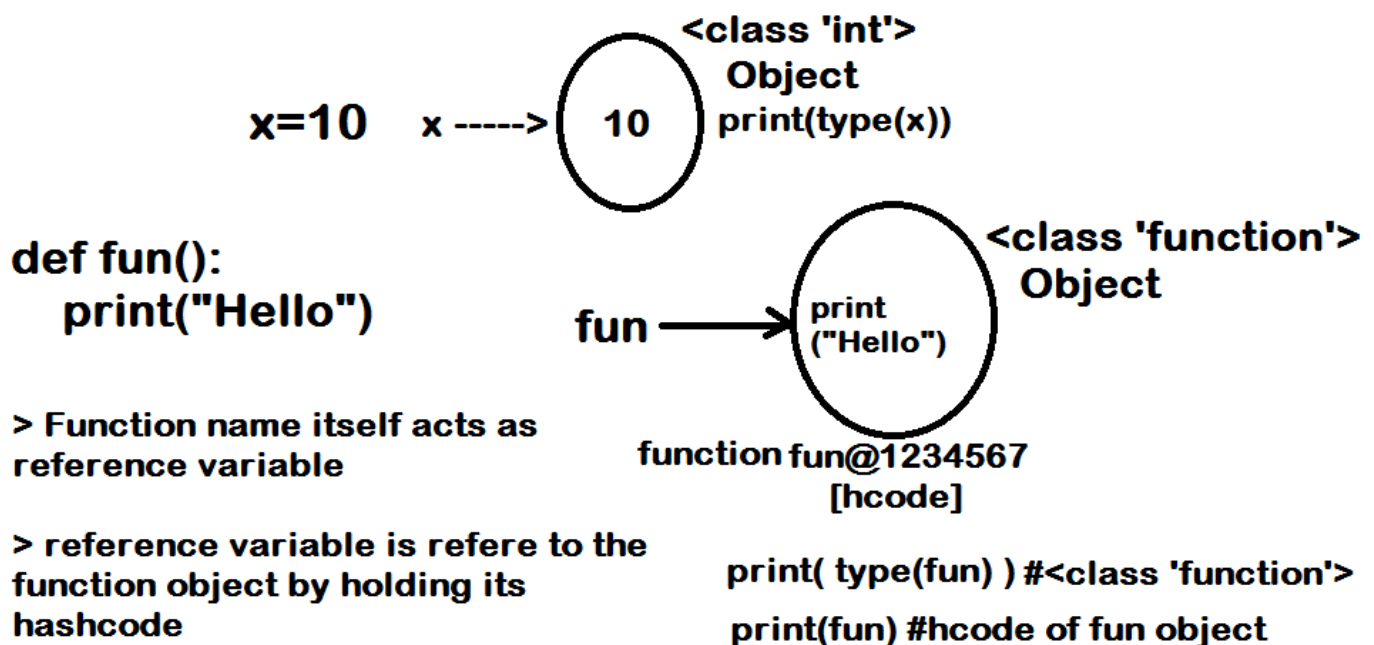 <class 'int'>
Object
x=10 x -----> 10 print(type(x))
def fun():
print("Hello")
<class 'function'>
Object
fun
print
("Hello")
> Function name itself acts as
reference variable
function fun@1234567
[hcode]
> reference variable is refere to the
function object by holding its
hashcode
print( type(fun) ) #<class 'function'>
print(fun) #hcode of fun object